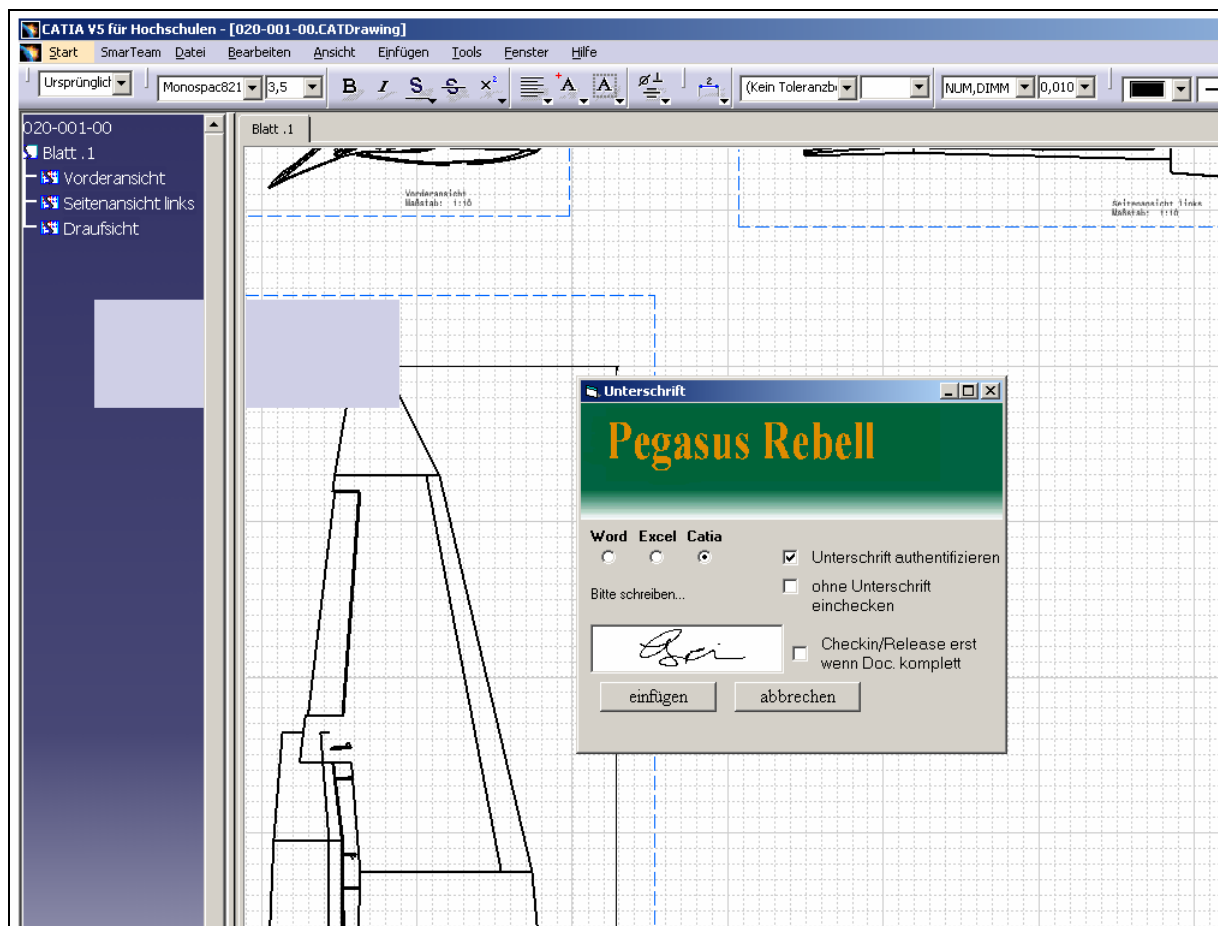 CATIA V5 für Hochschulen - [020-001-00.CATDrawing]
Start SmarTeam Datei Bearbeiten Ansicht Einfügen Tools Fenster Hilfe
Ursprünglich Monospac821 3,5 B I S S x² A A (Kein Toleranzb NUM,DIMM 0,010
020-001-00
Blatt .1
Vorderansicht
Seitenansicht links
Draufsicht
Blatt .1
Vorderansicht
Maßstab: 1:10
Seitenansicht links
Maßstab: 1:10
Unterschrift
Pegasus Rebell
Word Excel Catia
Unterschrift authentifizieren
ohne Unterschrift
einchecken
Bitte schreiben...
Checkin/Release erst
wenn Doc. komplett
einfügen abbrechen